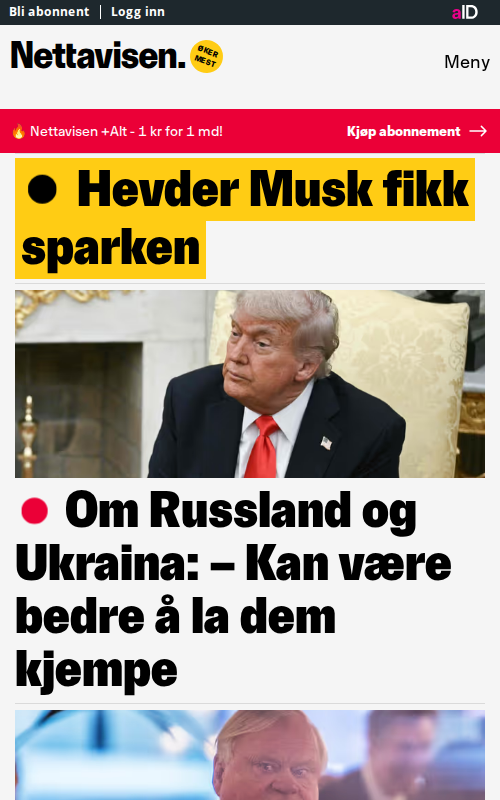 Bli abonnent | Logg inn
aID
Nettavisen.
ØKER
MEST
Meny
🔥 Nettavisen +Alt - 1 kr for 1 md!
Kjøp abonnement →
● Hevder Musk fikk
sparken
● Om Russland og
Ukraina: – Kan være
bedre å la dem
kjempe